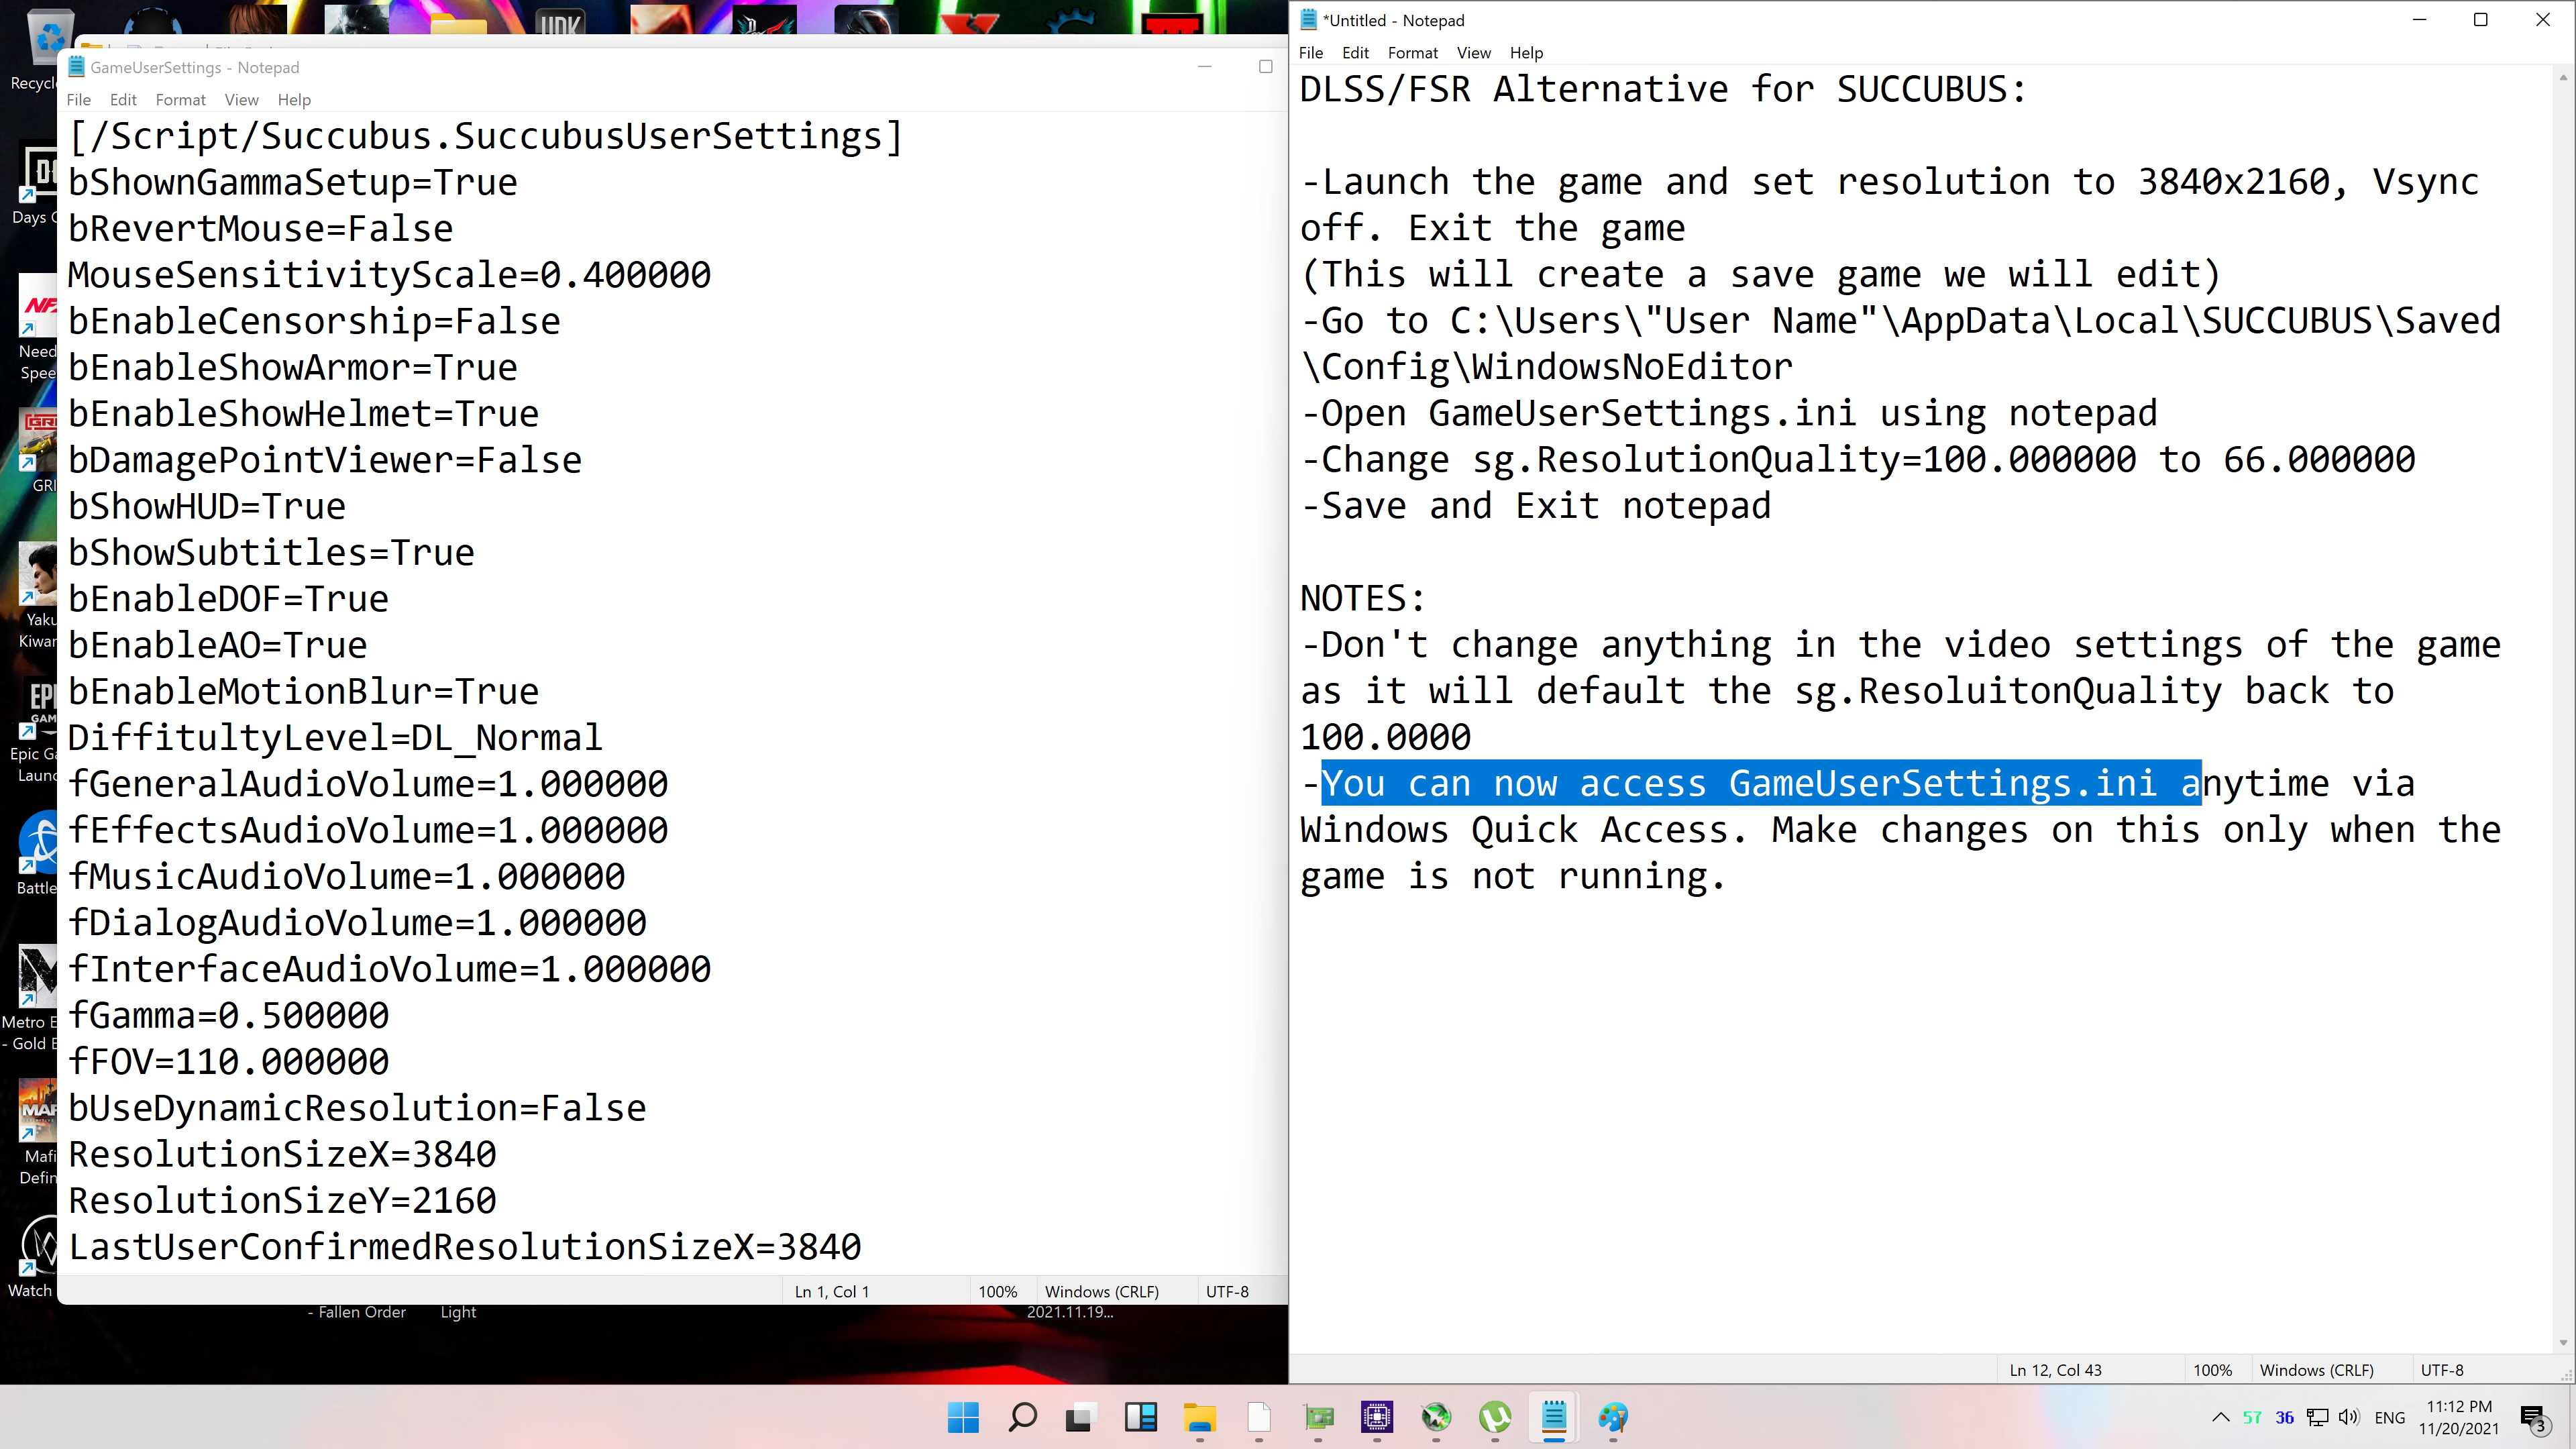 Recycle
Days G
Need
Spee
GRI
Yaku
Kiwar
EPI
GAM
Epic Ga
Launc
Battle
Metro E
- Gold E
Mafi
Defin
Watch
UDK
GameUserSettings - Notepad
File Edit Format View Help
[/Script/Succubus.SuccubusUserSettings]
bShownGammaSetup=True
bRevertMouse=False
MouseSensitivityScale=0.400000
bEnableCensorship=False
bEnableShowArmor=True
bEnableShowHelmet=True
bDamagePointViewer=False
bShowHUD=True
bShowSubtitles=True
bEnableDOF=True
bEnableAO=True
bEnableMotionBlur=True
DiffitultyLevel=DL_Normal
fGeneralAudioVolume=1.000000
fEffectsAudioVolume=1.000000
fMusicAudioVolume=1.000000
fDialogAudioVolume=1.000000
fInterfaceAudioVolume=1.000000
fGamma=0.500000
fFOV=110.000000
bUseDynamicResolution=False
ResolutionSizeX=3840
ResolutionSizeY=2160
LastUserConfirmedResolutionSizeX=3840
Ln 1, Col 1 100% Windows (CRLF) UTF-8
- Fallen Order Light 2021.11.19...
*Untitled - Notepad
File Edit Format View Help
DLSS/FSR Alternative for SUCCUBUS:
-Launch the game and set resolution to 3840x2160, Vsync
off. Exit the game
(This will create a save game we will edit)
-Go to C:\Users\"User Name"\AppData\Local\SUCCUBUS\Saved
\Config\WindowsNoEditor
-Open GameUserSettings.ini using notepad
-Change sg.ResolutionQuality=100.000000 to 66.000000
-Save and Exit notepad
NOTES:
-Don't change anything in the video settings of the game
as it will default the sg.ResoluitonQuality back to
100.0000
-You can now access GameUserSettings.ini anytime via
Windows Quick Access. Make changes on this only when the
game is not running.
Ln 12, Col 43 100% Windows (CRLF) UTF-8
57 36 ENG 11:12 PM
11/20/2021 3